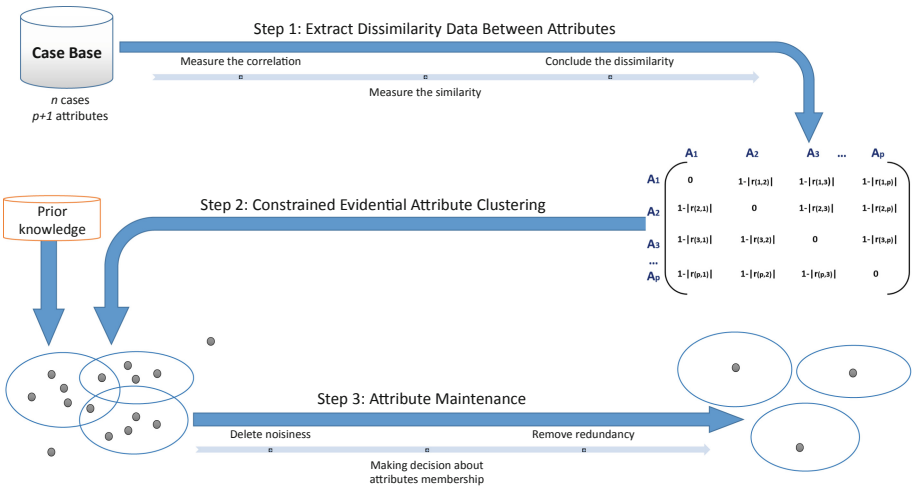 Step 1: Extract Dissimilarity Data Between Attributes
Case Base
Measure the correlation
Conclude the dissimilarity
Measure the similarity
n cases
p+1 attributes
A1 A2 A3 ... Ap
A1 0 1-|r(1,2)| 1-|r(1,3)| 1-|r(1,p)|
A2 1-|r(2,1)| 0 1-|r(2,3)| 1-|r(2,p)|
A3 1-|r(3,1)| 1-|r(3,2)| 0 1-|r(3,p)|
...
Ap 1-|r(p,1)| 1-|r(p,2)| 1-|r(p,3)| 0
Step 2: Constrained Evidential Attribute Clustering
Prior
knowledge
Step 3: Attribute Maintenance
Delete noisiness
Remove redundancy
Making decision about
attributes membership